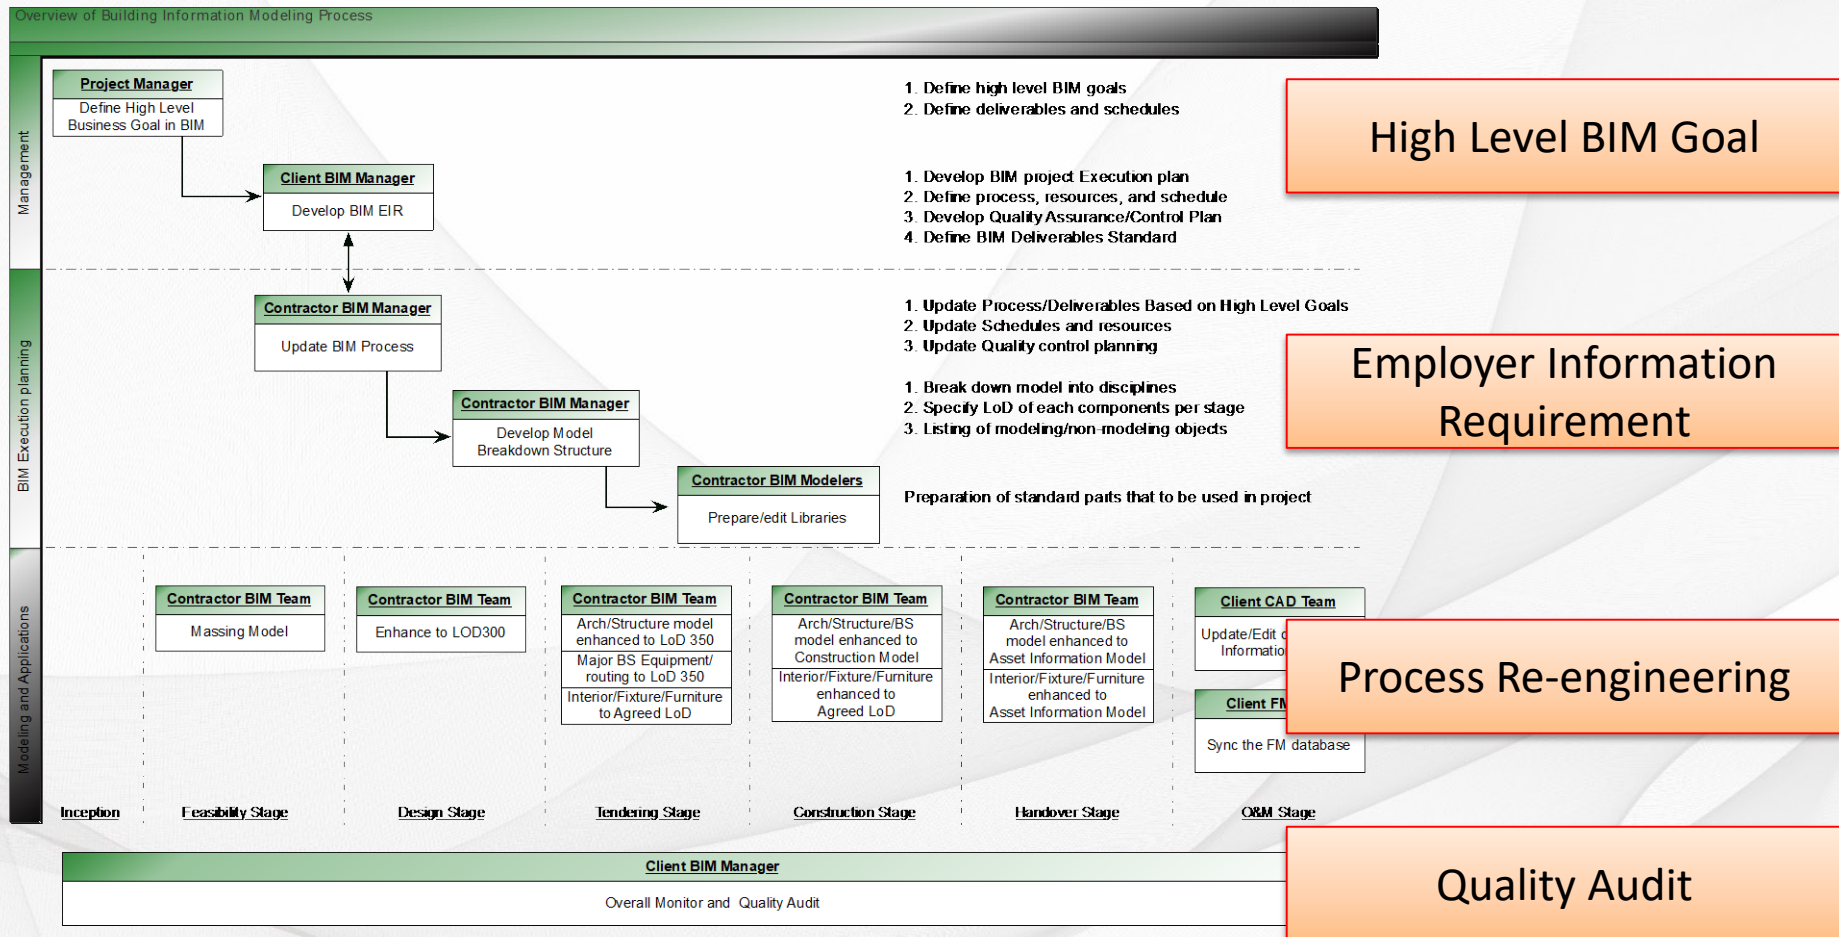 Overview of Building Information Modeling Process
Management
Project Manager
Define High Level
Business Goal in BIM
1. Define high level BIM goals
2. Define deliverables and schedules
High Level BIM Goal
Client BIM Manager
Develop BIM EIR
1. Develop BIM project Execution plan
2. Define process, resources, and schedule
3. Develop Quality Assurance/Control Plan
4. Define BIM Deliverables Standard
BIM Execution planning
Contractor BIM Manager
Update BIM Process
1. Update Process/Deliverables Based on High Level Goals
2. Update Schedules and resources
3. Update Quality control planning
Employer Information
Requirement
Contractor BIM Manager
Develop Model
Breakdown Structure
1. Break down model into disciplines
2. Specify LoD of each components per stage
3. Listing of modeling/non-modeling objects
Contractor BIM Modelers
Prepare/edit Libraries
Preparation of standard parts that to be used in project
Modeling and Applications
Contractor BIM Team
Massing Model
Contractor BIM Team
Enhance to LOD300
Contractor BIM Team
Arch/Structure model
enhanced to LoD 350
Major BS Equipment/
routing to LoD 350
Interior/Fixture/Furniture
to Agreed LoD
Contractor BIM Team
Arch/Structure/BS
model enhanced to
Construction Model
Interior/Fixture/Furniture
enhanced to
Agreed LoD
Contractor BIM Team
Arch/Structure/BS
model enhanced to
Asset Information Model
Interior/Fixture/Furniture
enhanced to
Asset Information Model
Client CAD Team
Update/Edit
Information
Process Re-engineering
Client FM
Sync the FM database
Inception
Feasibility Stage
Design Stage
Tendering Stage
Construction Stage
Handover Stage
O&M Stage
Client BIM Manager
Overall Monitor and Quality Audit
Quality Audit